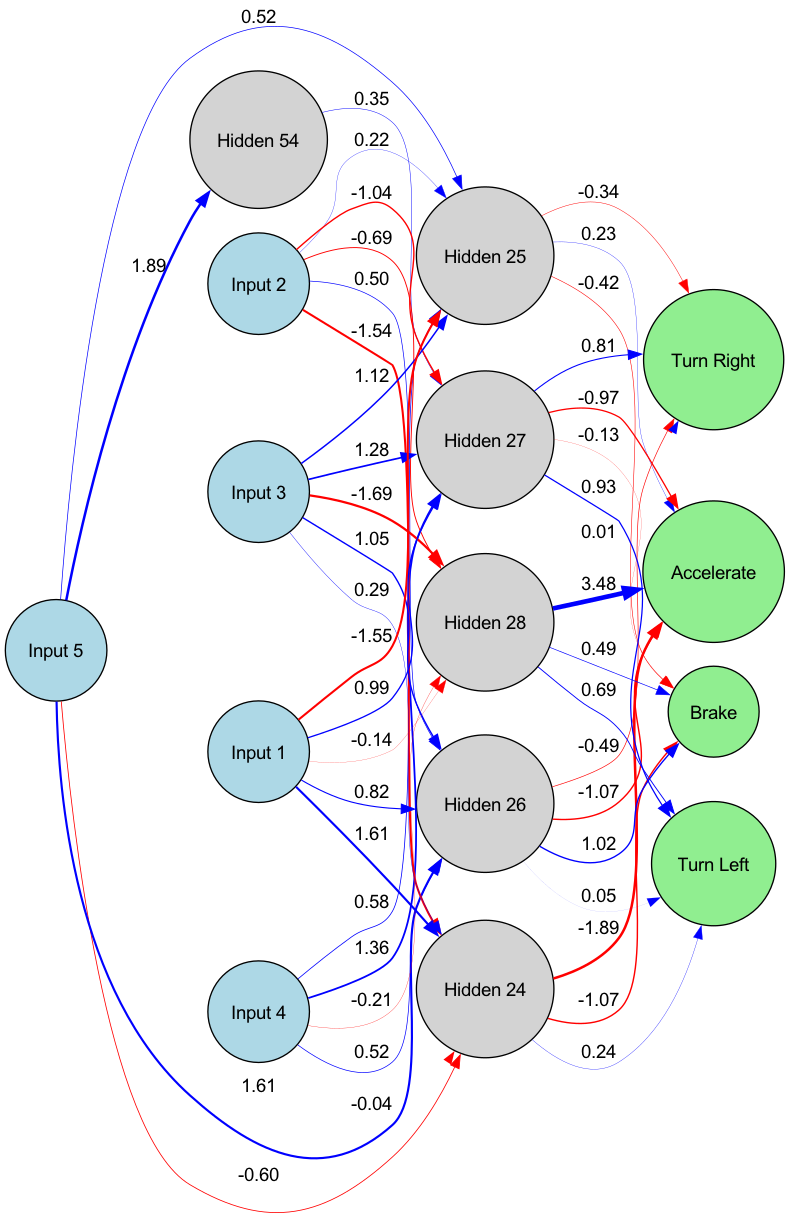 0.52
Hidden 54
0.35
0.22
-1.04
-0.69
0.50
-1.54
1.89
Input 2
1.12
1.28
-1.69
1.05
0.29
Input 3
Input 5
-1.55
0.99
-0.14
0.82
1.61
Input 1
0.58
1.36
-0.21
0.52
Input 4
1.61
-0.04
-0.60
Hidden 25
Hidden 27
Hidden 28
Hidden 26
Hidden 24
-0.34
0.23
-0.42
0.81
-0.97
-0.13
0.93
0.01
3.48
0.49
0.69
-0.49
-1.07
1.02
0.05
-1.89
-1.07
0.24
Turn Right
Accelerate
Brake
Turn Left